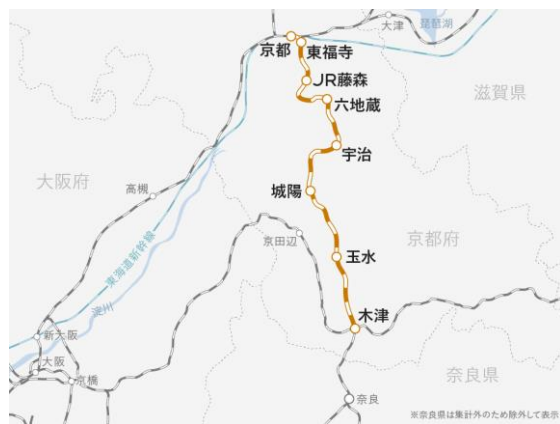 大津
琵琶湖
京都
東福寺
JR藤森
六地蔵
滋賀県
宇治
大阪府
高槻
城陽
京田辺
京都府
東海道新幹線
淀川
玉水
木津
新大阪
大阪
京橋
奈良県
奈良
※奈良県は集計外のため除外して表示